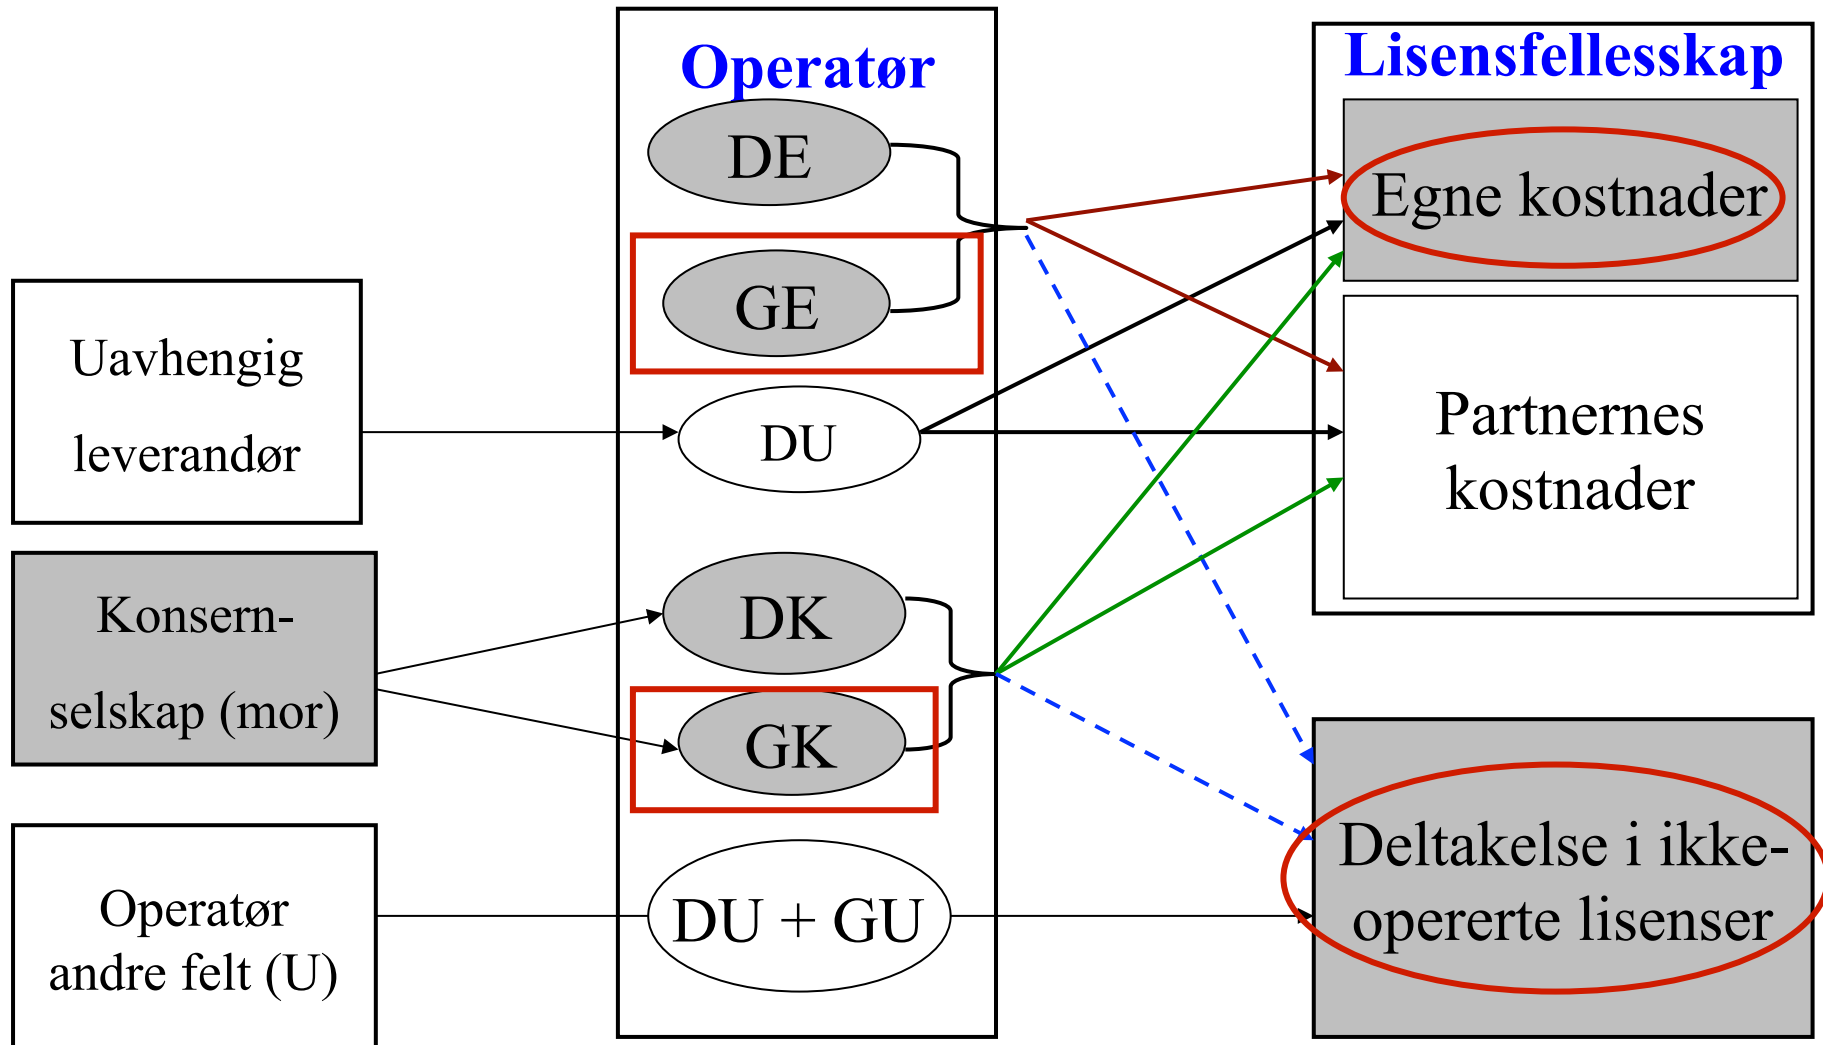 Operatør
Lisensfellesskap
DE
Egne kostnader
GE
Uavhengig
leverandør
DU
Partnernes
kostnader
Konsern-
selskap (mor)
DK
GK
Deltakelse i ikke-
opererte lisenser
Operatør
andre felt (U)
DU + GU